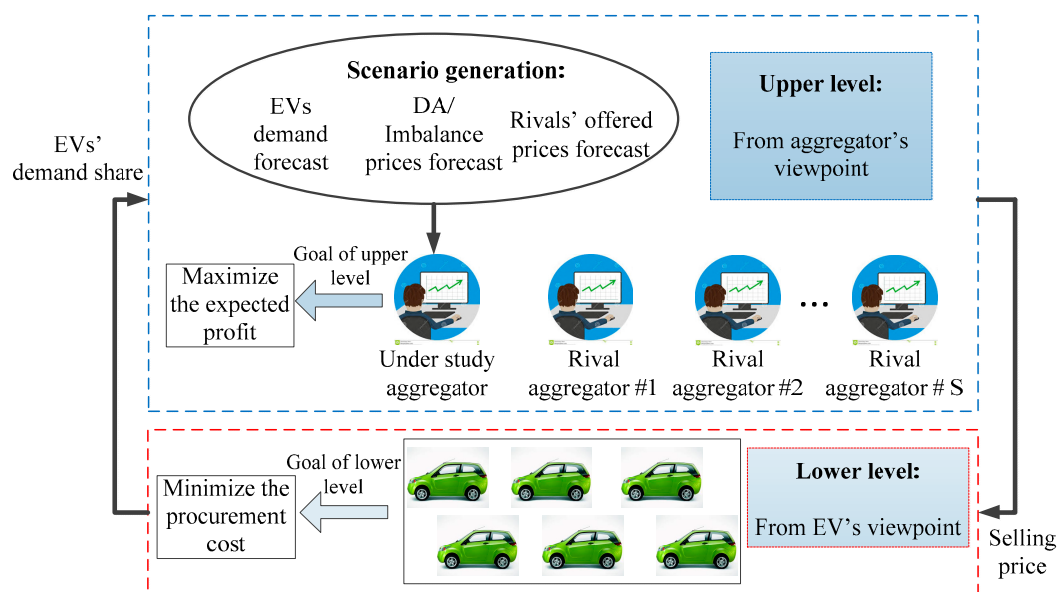 Scenario generation:
EVs
demand
forecast
DA/
Imbalance
prices forecast
Rivals' offered
prices forecast
Upper level:
From aggregator's
viewpoint
EVs'
demand share
Goal of upper
level
Maximize
the expected
profit
Under study
aggregator
Rival
aggregator #1
Rival
aggregator #2
...
Rival
aggregator # S
Goal of lower
level
Minimize the
procurement
cost
Lower level:
From EV's viewpoint
Selling
price